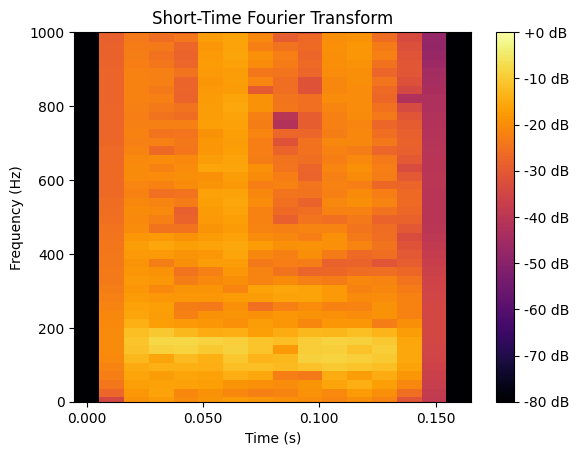 Short-Time Fourier Transform
1000
800
600
400
200
0
Frequency (Hz)
0.000
0.050
0.100
0.150
Time (s)
+0 dB
-10 dB
-20 dB
-30 dB
-40 dB
-50 dB
-60 dB
-70 dB
-80 dB